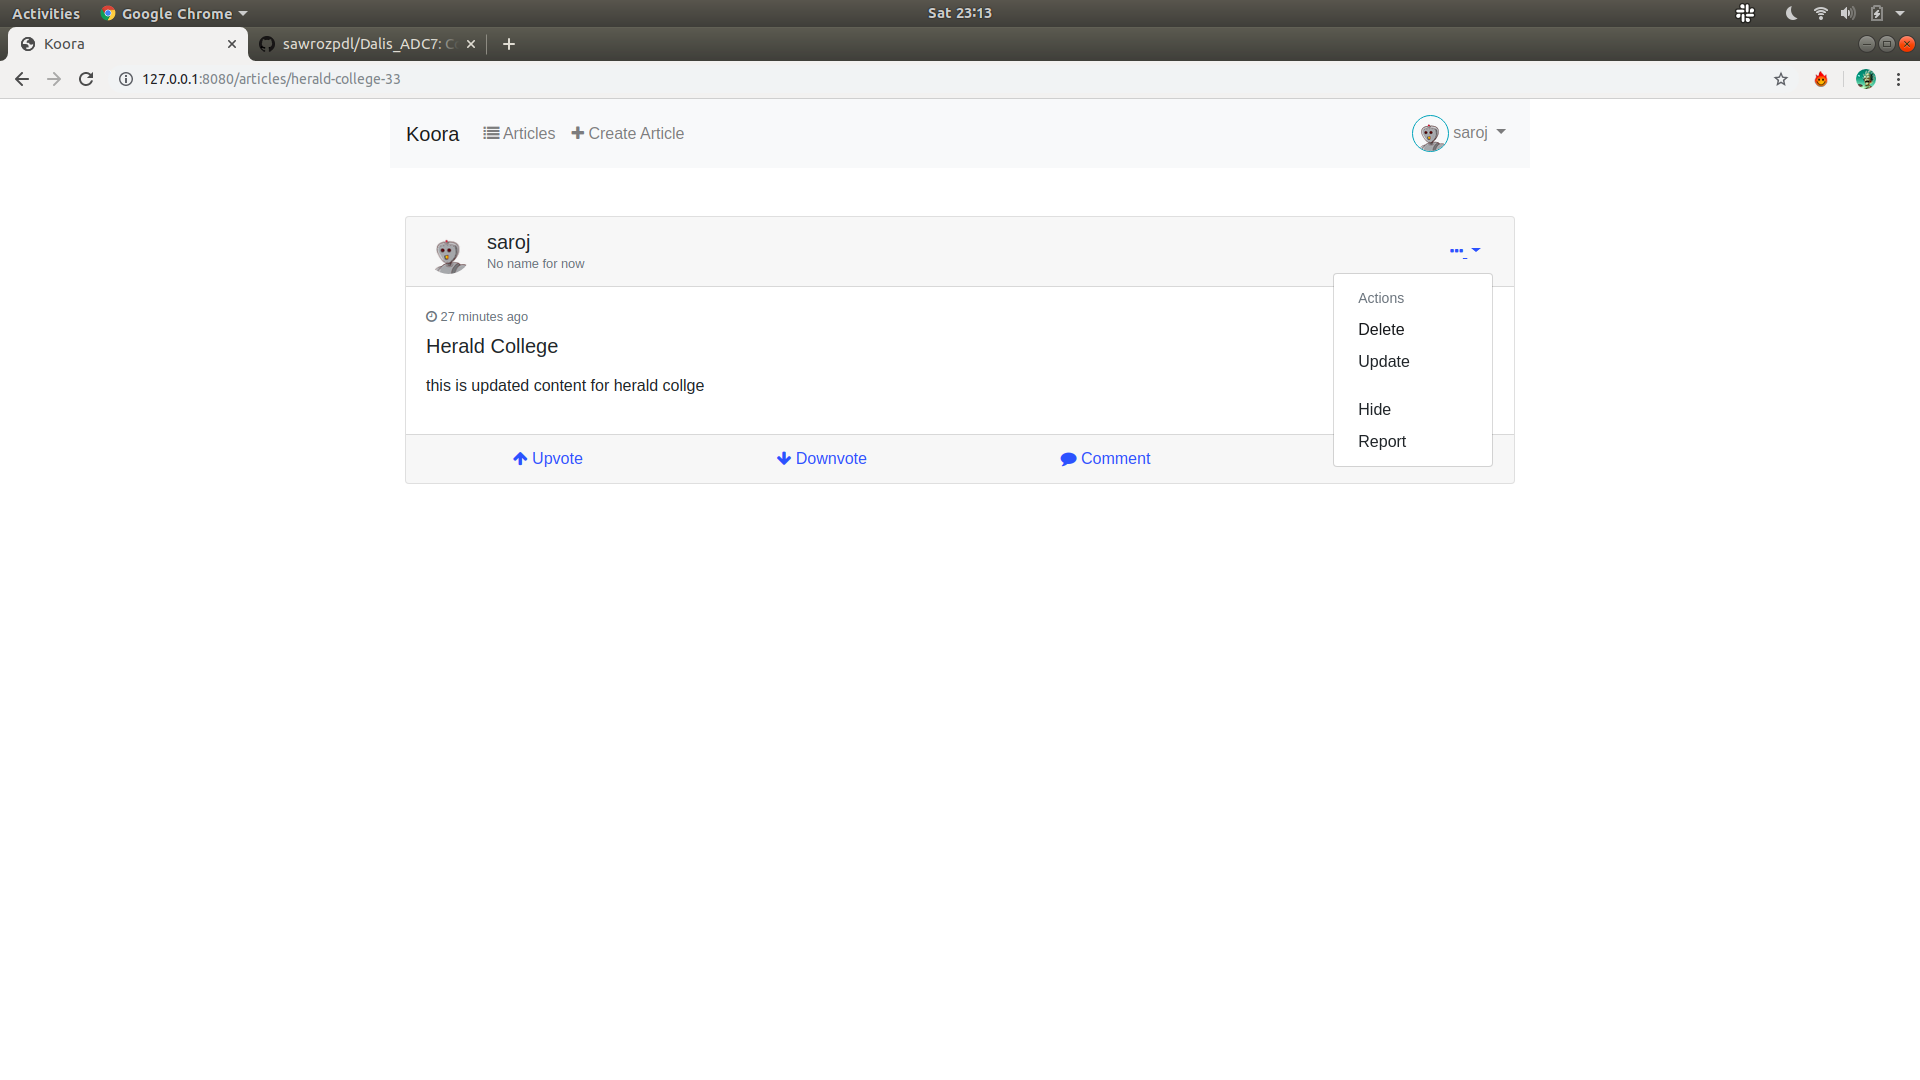 Activities Google Chrome Sat 23:13
Koora sawrozpdl/Dalis_ADC7:
127.0.0.1:8080/articles/herald-college-33
Koora Articles Create Article saroj
saroj
No name for now
Actions
27 minutes ago
Delete
Herald College
Update
this is updated content for herald collge
Hide
Report
Upvote Downvote Comment